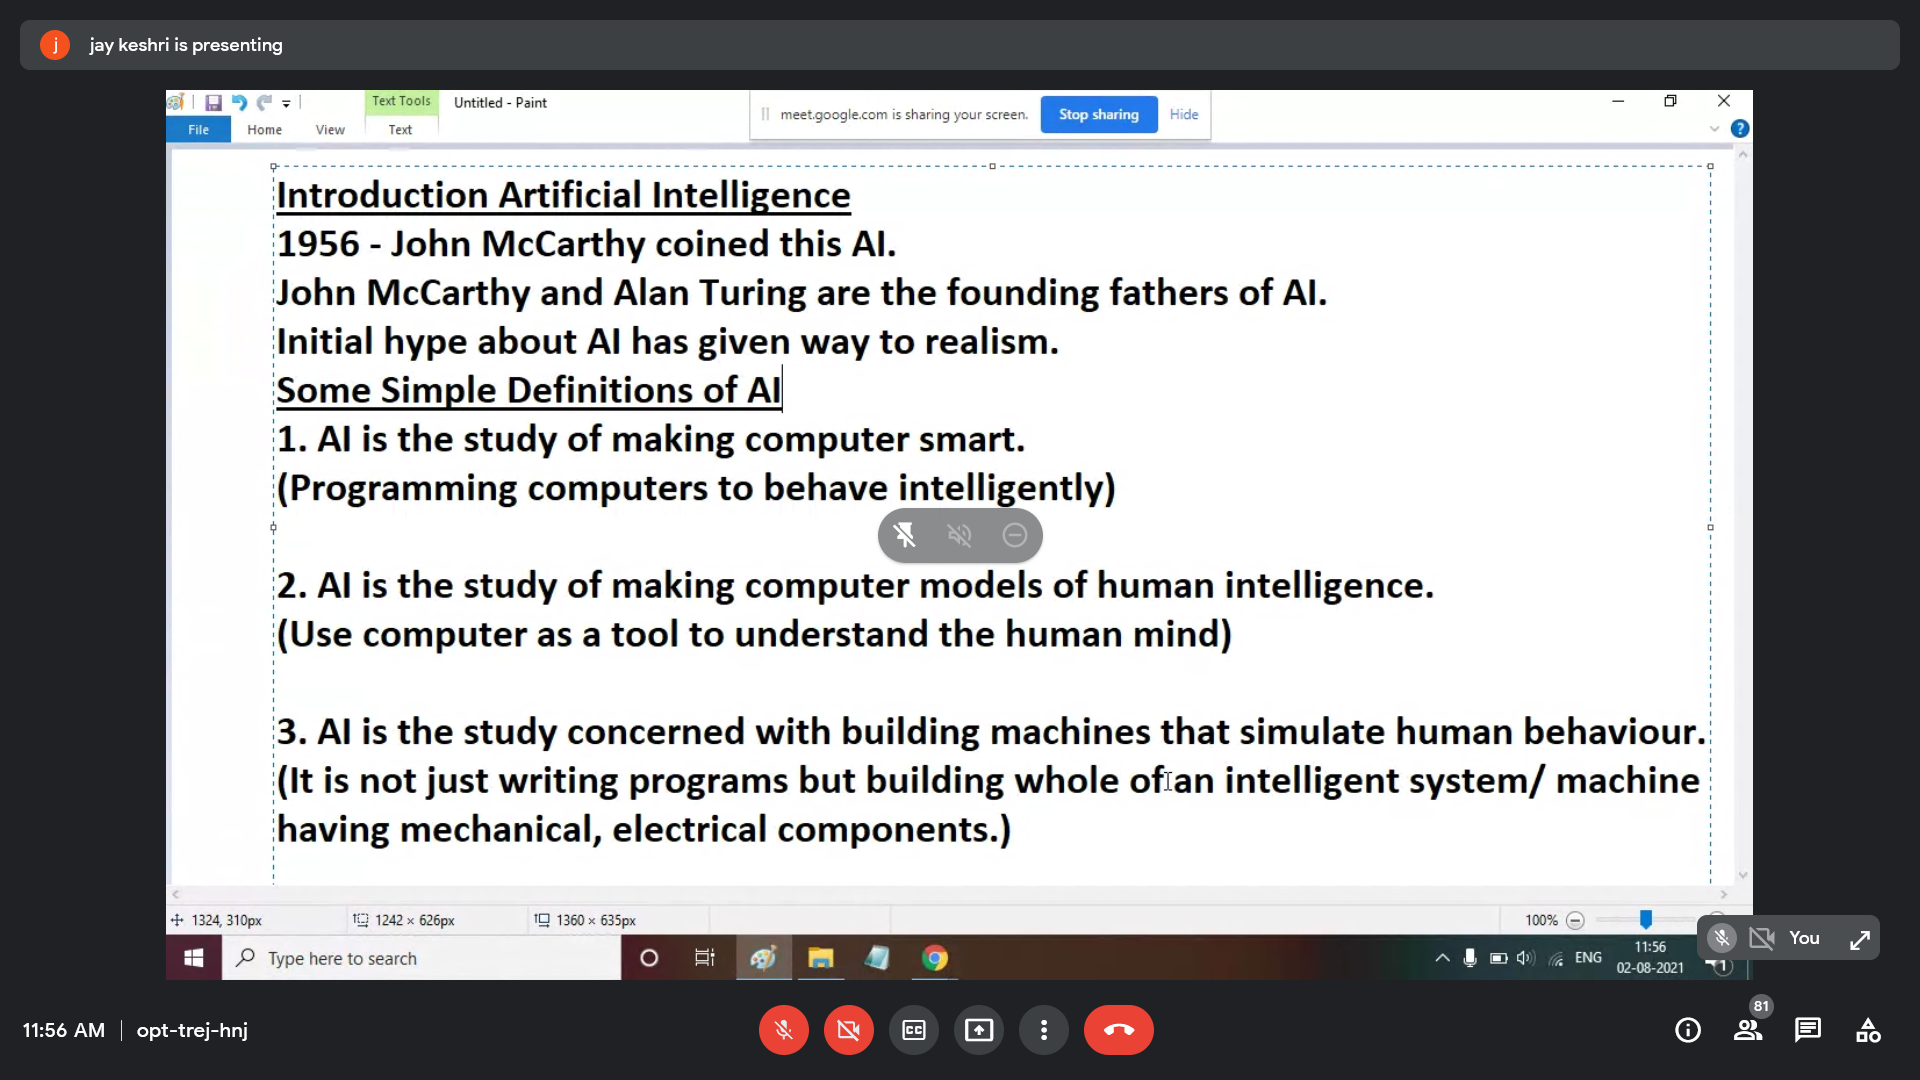 j jay keshri is presenting
Text Tools Untitled - Paint
meet.google.com is sharing your screen. Stop sharing Hide
File Home View Text ?
Introduction Artificial Intelligence
1956 - John McCarthy coined this AI.
John McCarthy and Alan Turing are the founding fathers of AI.
Initial hype about AI has given way to realism.
Some Simple Definitions of AI
1. AI is the study of making computer smart.
(Programming computers to behave intelligently)
2. AI is the study of making computer models of human intelligence.
(Use computer as a tool to understand the human mind)
3. AI is the study concerned with building machines that simulate human behaviour.
(It is not just writing programs but building whole of an intelligent system/ machine
having mechanical, electrical components.)
1324, 310px 1242 × 626px 1360 × 635px 100%
You
Type here to search ENG 11:56
02-08-2021 1
81
11:56 AM | opt-trej-hnj CC